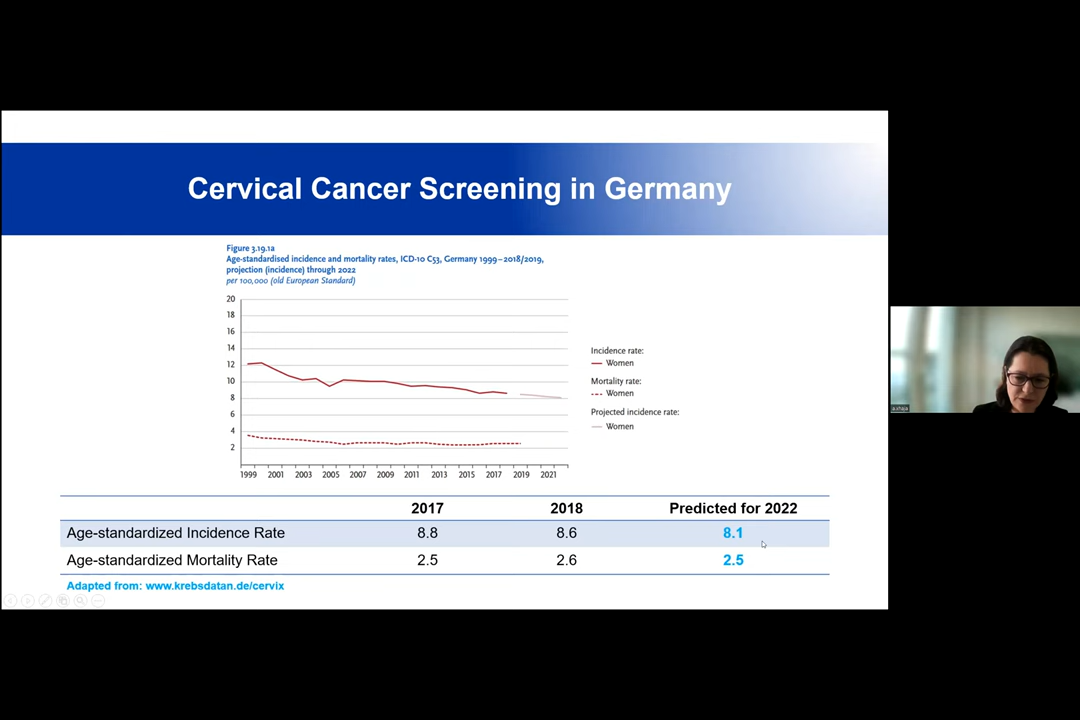 Cervical Cancer Screening in Germany
Figure 3.19.1a
Age-standardised incidence and mortality rates, ICD-10 C53, Germany 1999–2018/2019,
projection (incidence) through 2022
per 100,000 (old European Standard)
20
18
16
14
12
10
8
6
4
2
1999 2001 2003 2005 2007 2009 2011 2013 2015 2017 2019 2021
Incidence rate:
Women
Mortality rate:
Women
Projected incidence rate:
Women
2017 2018 Predicted for 2022
Age-standardized Incidence Rate 8.8 8.6 8.1
Age-standardized Mortality Rate 2.5 2.6 2.5
Adapted from: www.krebsdatan.de/cervix